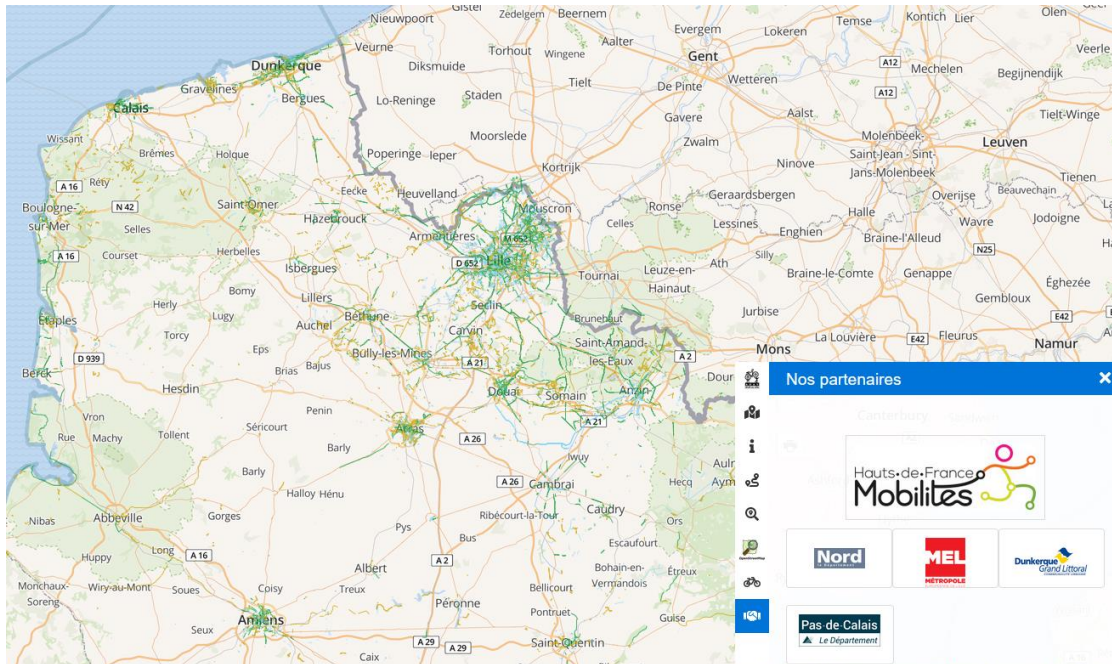 Gistel
Zedelgem
Beernem
Nieuwpoort
Evergem
Lokeren
Temse
Kontich
Lier
Olen
Veurne
Torhout
Wingene
Aalter
Gent
Diksmuide
Tielt
Wetteren
A12
Mechelen
Begijnendijk
Veerle
Dunkerque
Gravelines
Bergues
Lo-Reninge
Staden
De Pinte
A12
Calais
Gavere
Aalst
Tielt-Winge
Wissant
Moorslede
Zwalm
Molenbeek-
Saint-Jean - Sint-
Jans-Molenbeek
Leuven
Brêmes
Holque
Poperinge
Ieper
Kortrijk
Ninove
Tienen
A 16
Réty
Eecke
Heuvelland
Geraardsbergen
Overijse
Beauvechain
Boulogne-
sur-Mer
N 42
Saint-Omer
Hazebrouck
Mouscron
Ronse
Celles
Lessines
Enghien
Halle
Braine-l'Alleud
Wavre
Jodoigne
Selles
Armentières
M 652
N25
A 16
Courset
Herbelles
Isbergues
D 652
Lille
Tournai
Leuze-en-
Hainaut
Ath
Silly
Braine-le-Comte
Genappe
Éghezée
Herly
Bomy
Lillers
Seclin
Gembloux
Étaples
Lugy
Auchel
Béthune
Brunehaut
Jurbise
E42
Torcy
Carvin
Saint-Amand-
les-Eaux
La Louvière
E42
Fleurus
D 939
Eps
Bully-les-Mines
A 21
A 2
Mons
Namur
Berck
Hesdin
Brias
Bajus
Douai
Somain
Anzin
Dour
Vron
Penin
Arras
A 21
Rue
Machy
Tollent
Séricourt
Barly
A 26
Iwuy
Barly
A 26
Cambrai
Hecq
Halloy
Hénu
Caudry
Abbeville
Gorges
Ribécourt-la-Tour
Ors
Nibas
Pys
Bus
Escaufourt
Huppy
Long
A 16
A 2
Albert
Bohain-en-
Vermandois
Étreux
Monchaux-
Soreng
Wiry-au-Mont
Soues
Coisy
Treux
Bellicourt
Péronne
Pontruet
Guise
Amiens
Seux
A 29
A 29
Saint-Quentin
Caix
Nos partenaires
Hauts-de-France
Mobilités
Nord
le Département
MEL
MÉTROPOLE
Dunkerque
Grand Littoral
COMMUNAUTÉ URBAINE
Pas-de-Calais
Le Département